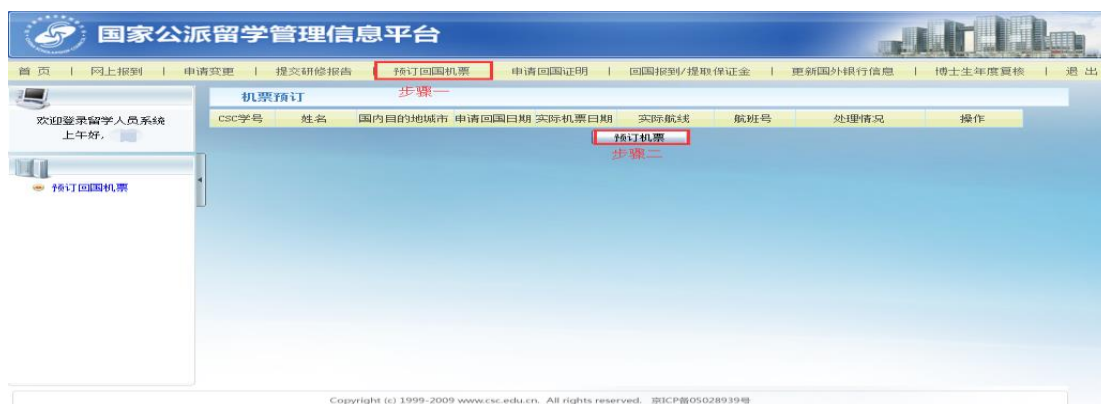 国家公派留学管理信息平台
首 页 | 网上报到 | 申请变更 | 提交研修报告 | 预订回国机票 申请回国证明 | 回国报到/提取保证金 | 更新国外银行信息 | 博士生年度复核 | 退 出
步骤一
机票预订
欢迎登录留学人员系统
上午好,
CSC学号 姓名 国内目的地城市 申请回国日期 实际机票日期 实际航线 航班号 处理情况 操作
预订机票
步骤二
预订回国机票
Copyright (c) 1999-2009 www.csc.edu.cn. All rights reserved. 京ICP备05028939号